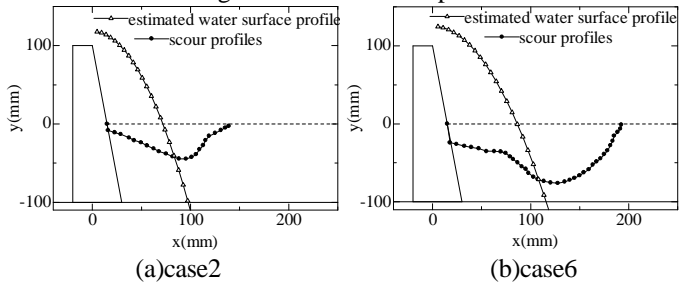 estimated water surface profile
scour profiles
100
0
-100
y(mm)
0
100
200
x(mm)
(a)case2
estimated water surface profile
scour profiles
100
0
-100
y(mm)
0
100
200
x(mm)
(b)case6